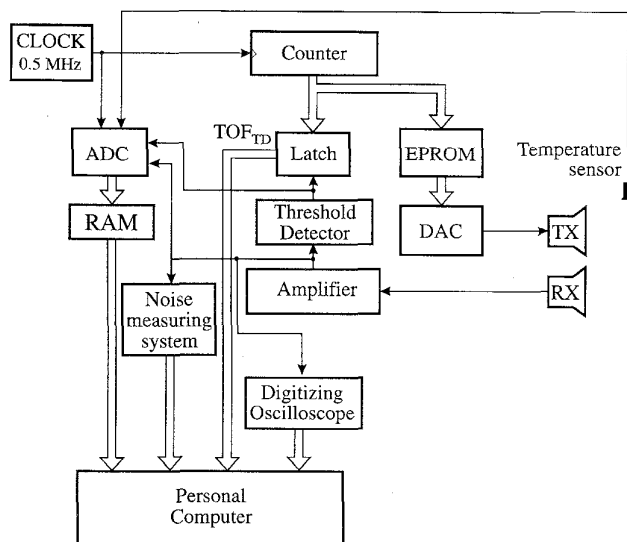 CLOCK
0.5 MHz
Counter
TOF_TD
ADC
Latch
EPROM
Temperature
sensor
RAM
Threshold
Detector
DAC
TX
Noise
measuring
system
Amplifier
RX
Digitizing
Oscilloscope
Personal
Computer